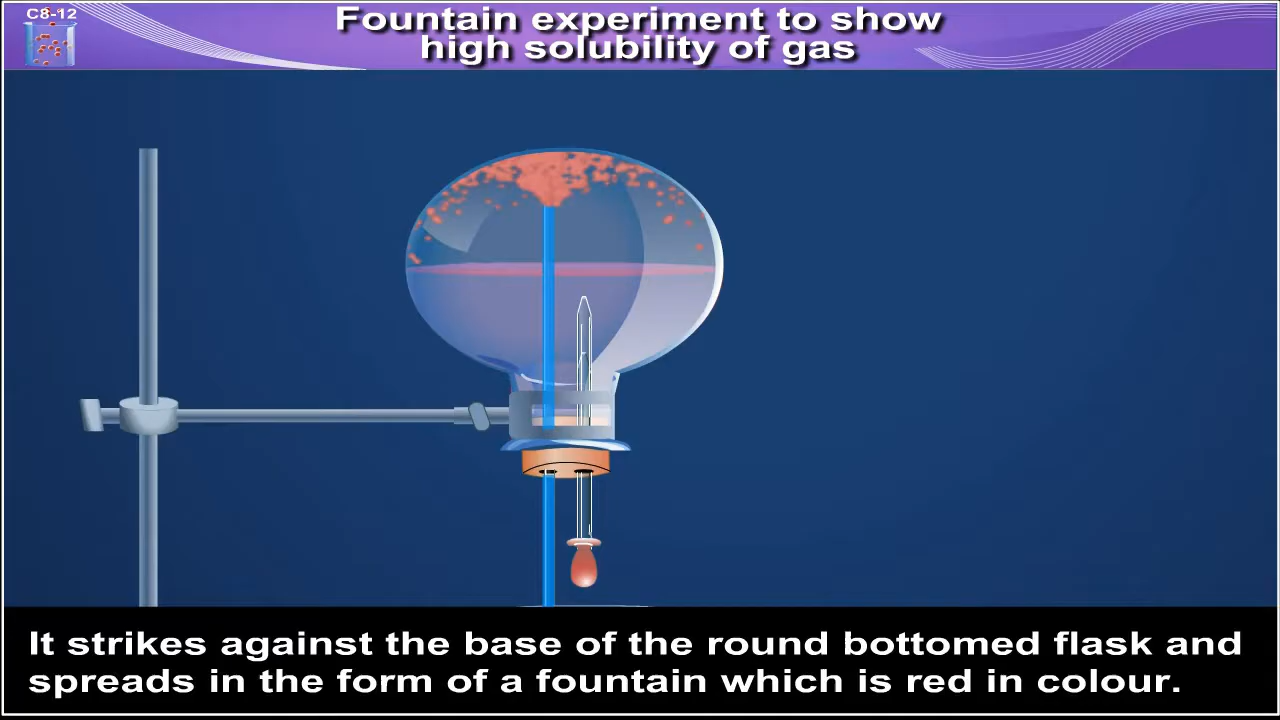 C8-12
Fountain experiment to show
high solubility of gas
It strikes against the base of the round bottomed flask and
spreads in the form of a fountain which is red in colour.